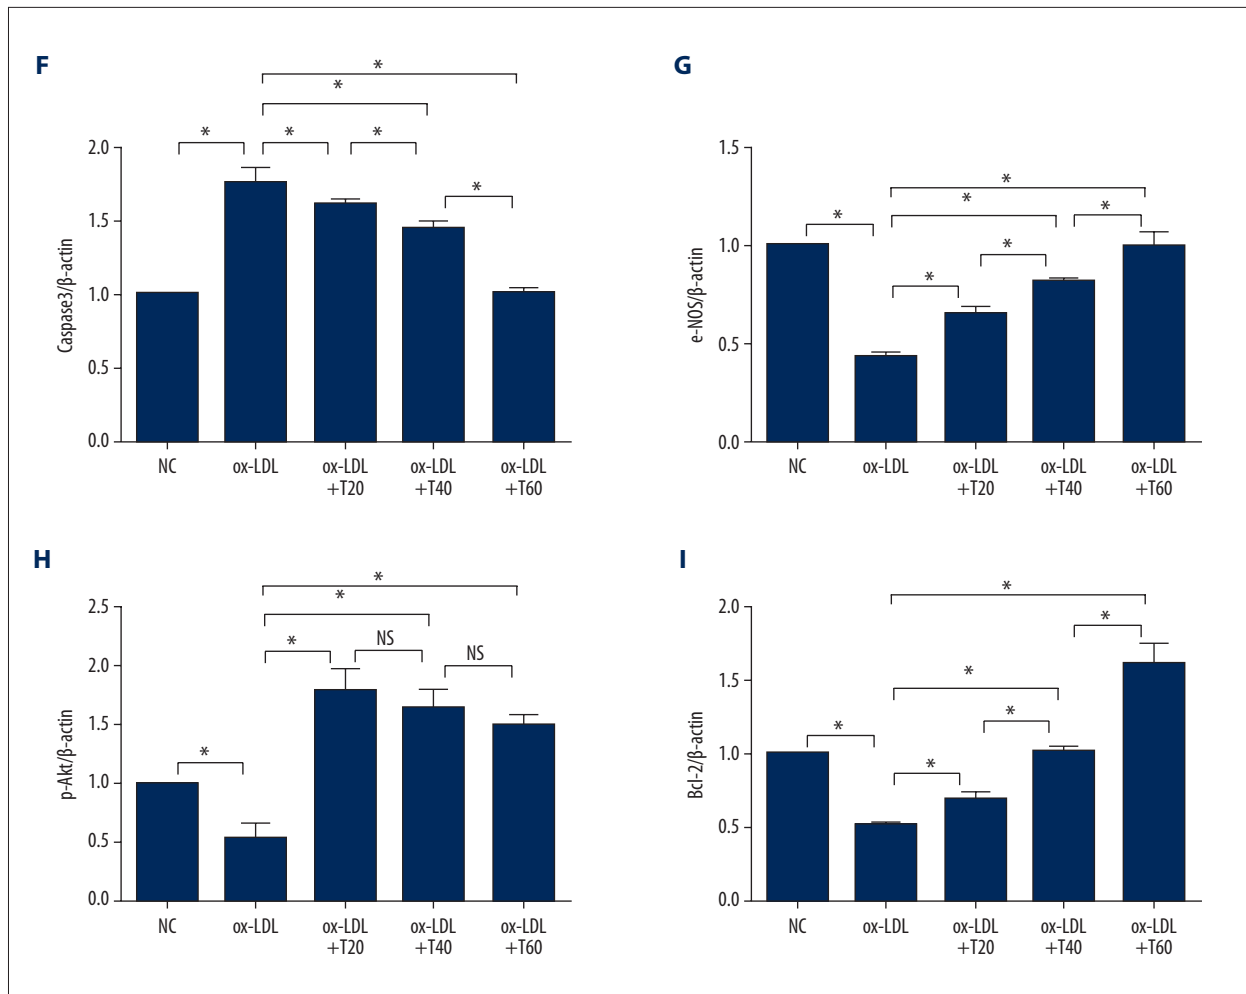 F
*
*
* * *
*
2.0
1.5
1.0
0.5
0.0
Caspase3/β-actin
NC ox-LDL ox-LDL ox-LDL ox-LDL
+T20 +T40 +T60
G
*
*
*
*
*
*
1.5
1.0
0.5
0.0
e-NOS/β-actin
NC ox-LDL ox-LDL ox-LDL ox-LDL
+T20 +T40 +T60
H
*
*
* NS
NS
*
2.5
2.0
1.5
1.0
0.5
0.0
p-Akt/β-actin
NC ox-LDL ox-LDL ox-LDL ox-LDL
+T20 +T40 +T60
I
*
*
*
*
*
*
2.0
1.5
1.0
0.5
0.0
Bcl-2/β-actin
NC ox-LDL ox-LDL ox-LDL ox-LDL
+T20 +T40 +T60